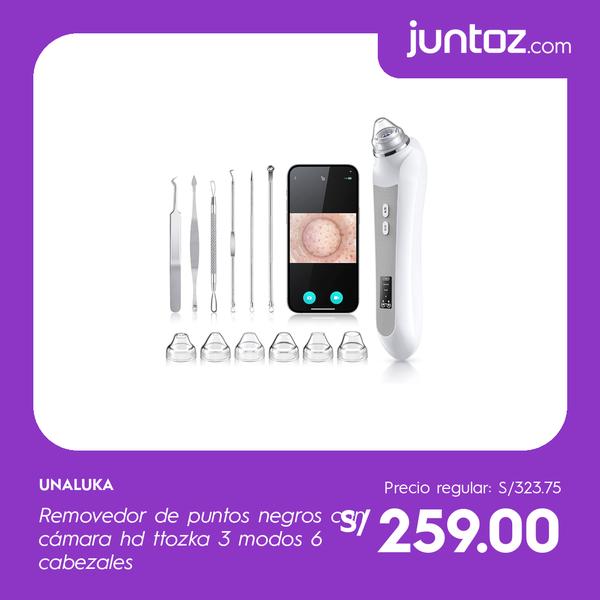 juntoz.com
UNALUKA
Removedor de puntos negros con
cámara hd ttozka 3 modos 6
cabezales
Precio regular: S/323.75
S/ 259.00